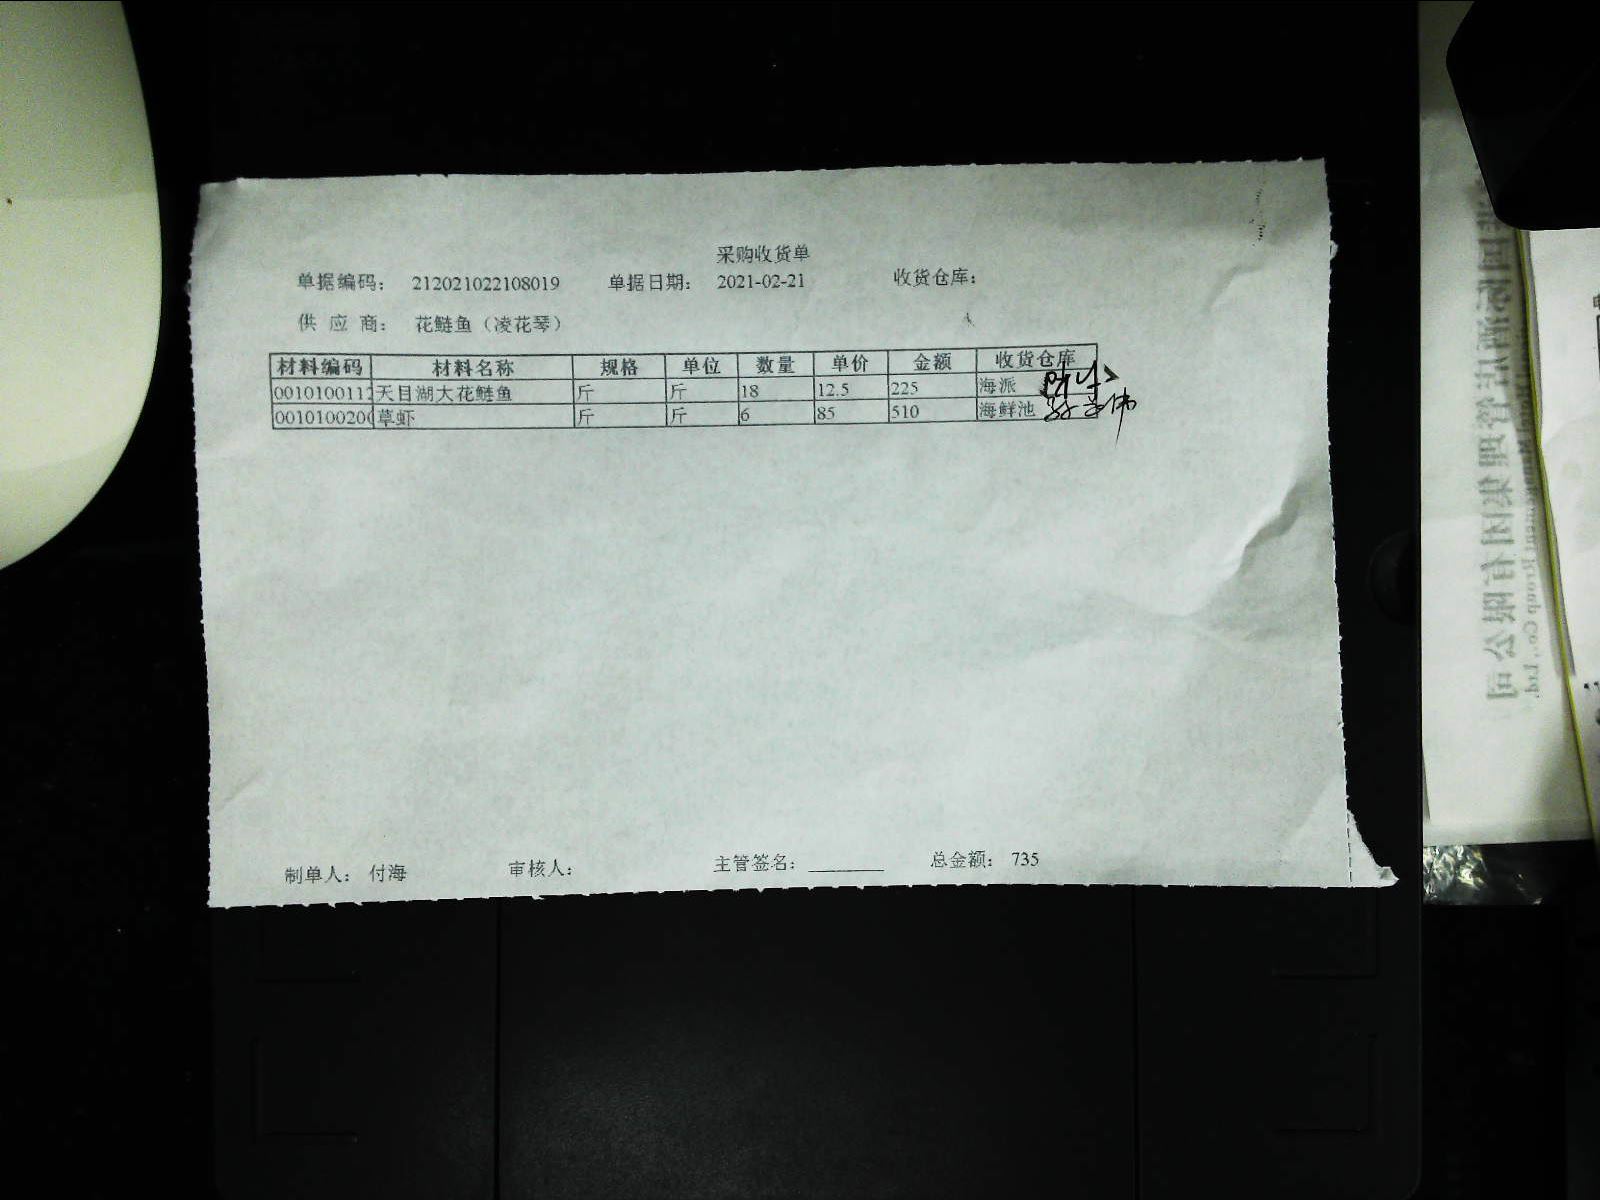 采购收货单
单据编码： 212021022108019 单据日期： 2021-02-21 收货仓库：
供 应 商： 花鲢鱼（凌花琴）
材料编码 材料名称 规格 单位 数量 单价 金额 收货仓库
001010011 天目湖大花鲢鱼 斤 斤 18 12.5 225 海派
001010020 草虾 斤 斤 6 85 510 海鲜池
制单人： 付海 审核人： 主管签名： ________ 总金额： 735